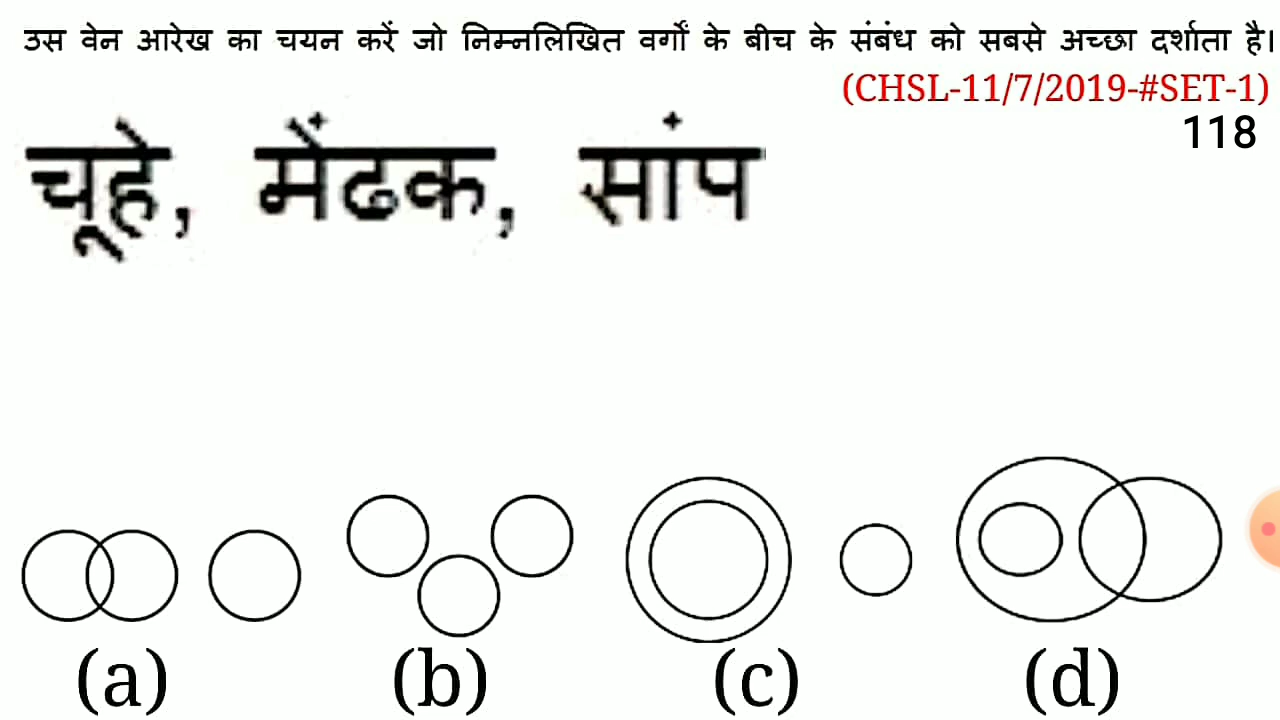 उस वेन आरेख का चयन करें जो निम्नलिखित वर्गों के बीच के संबंध को सबसे अच्छा दर्शाता है।
(CHSL-11/7/2019-#SET-1)
118
चूहे, मेंढक, सांप
(a) (b) (c) (d)